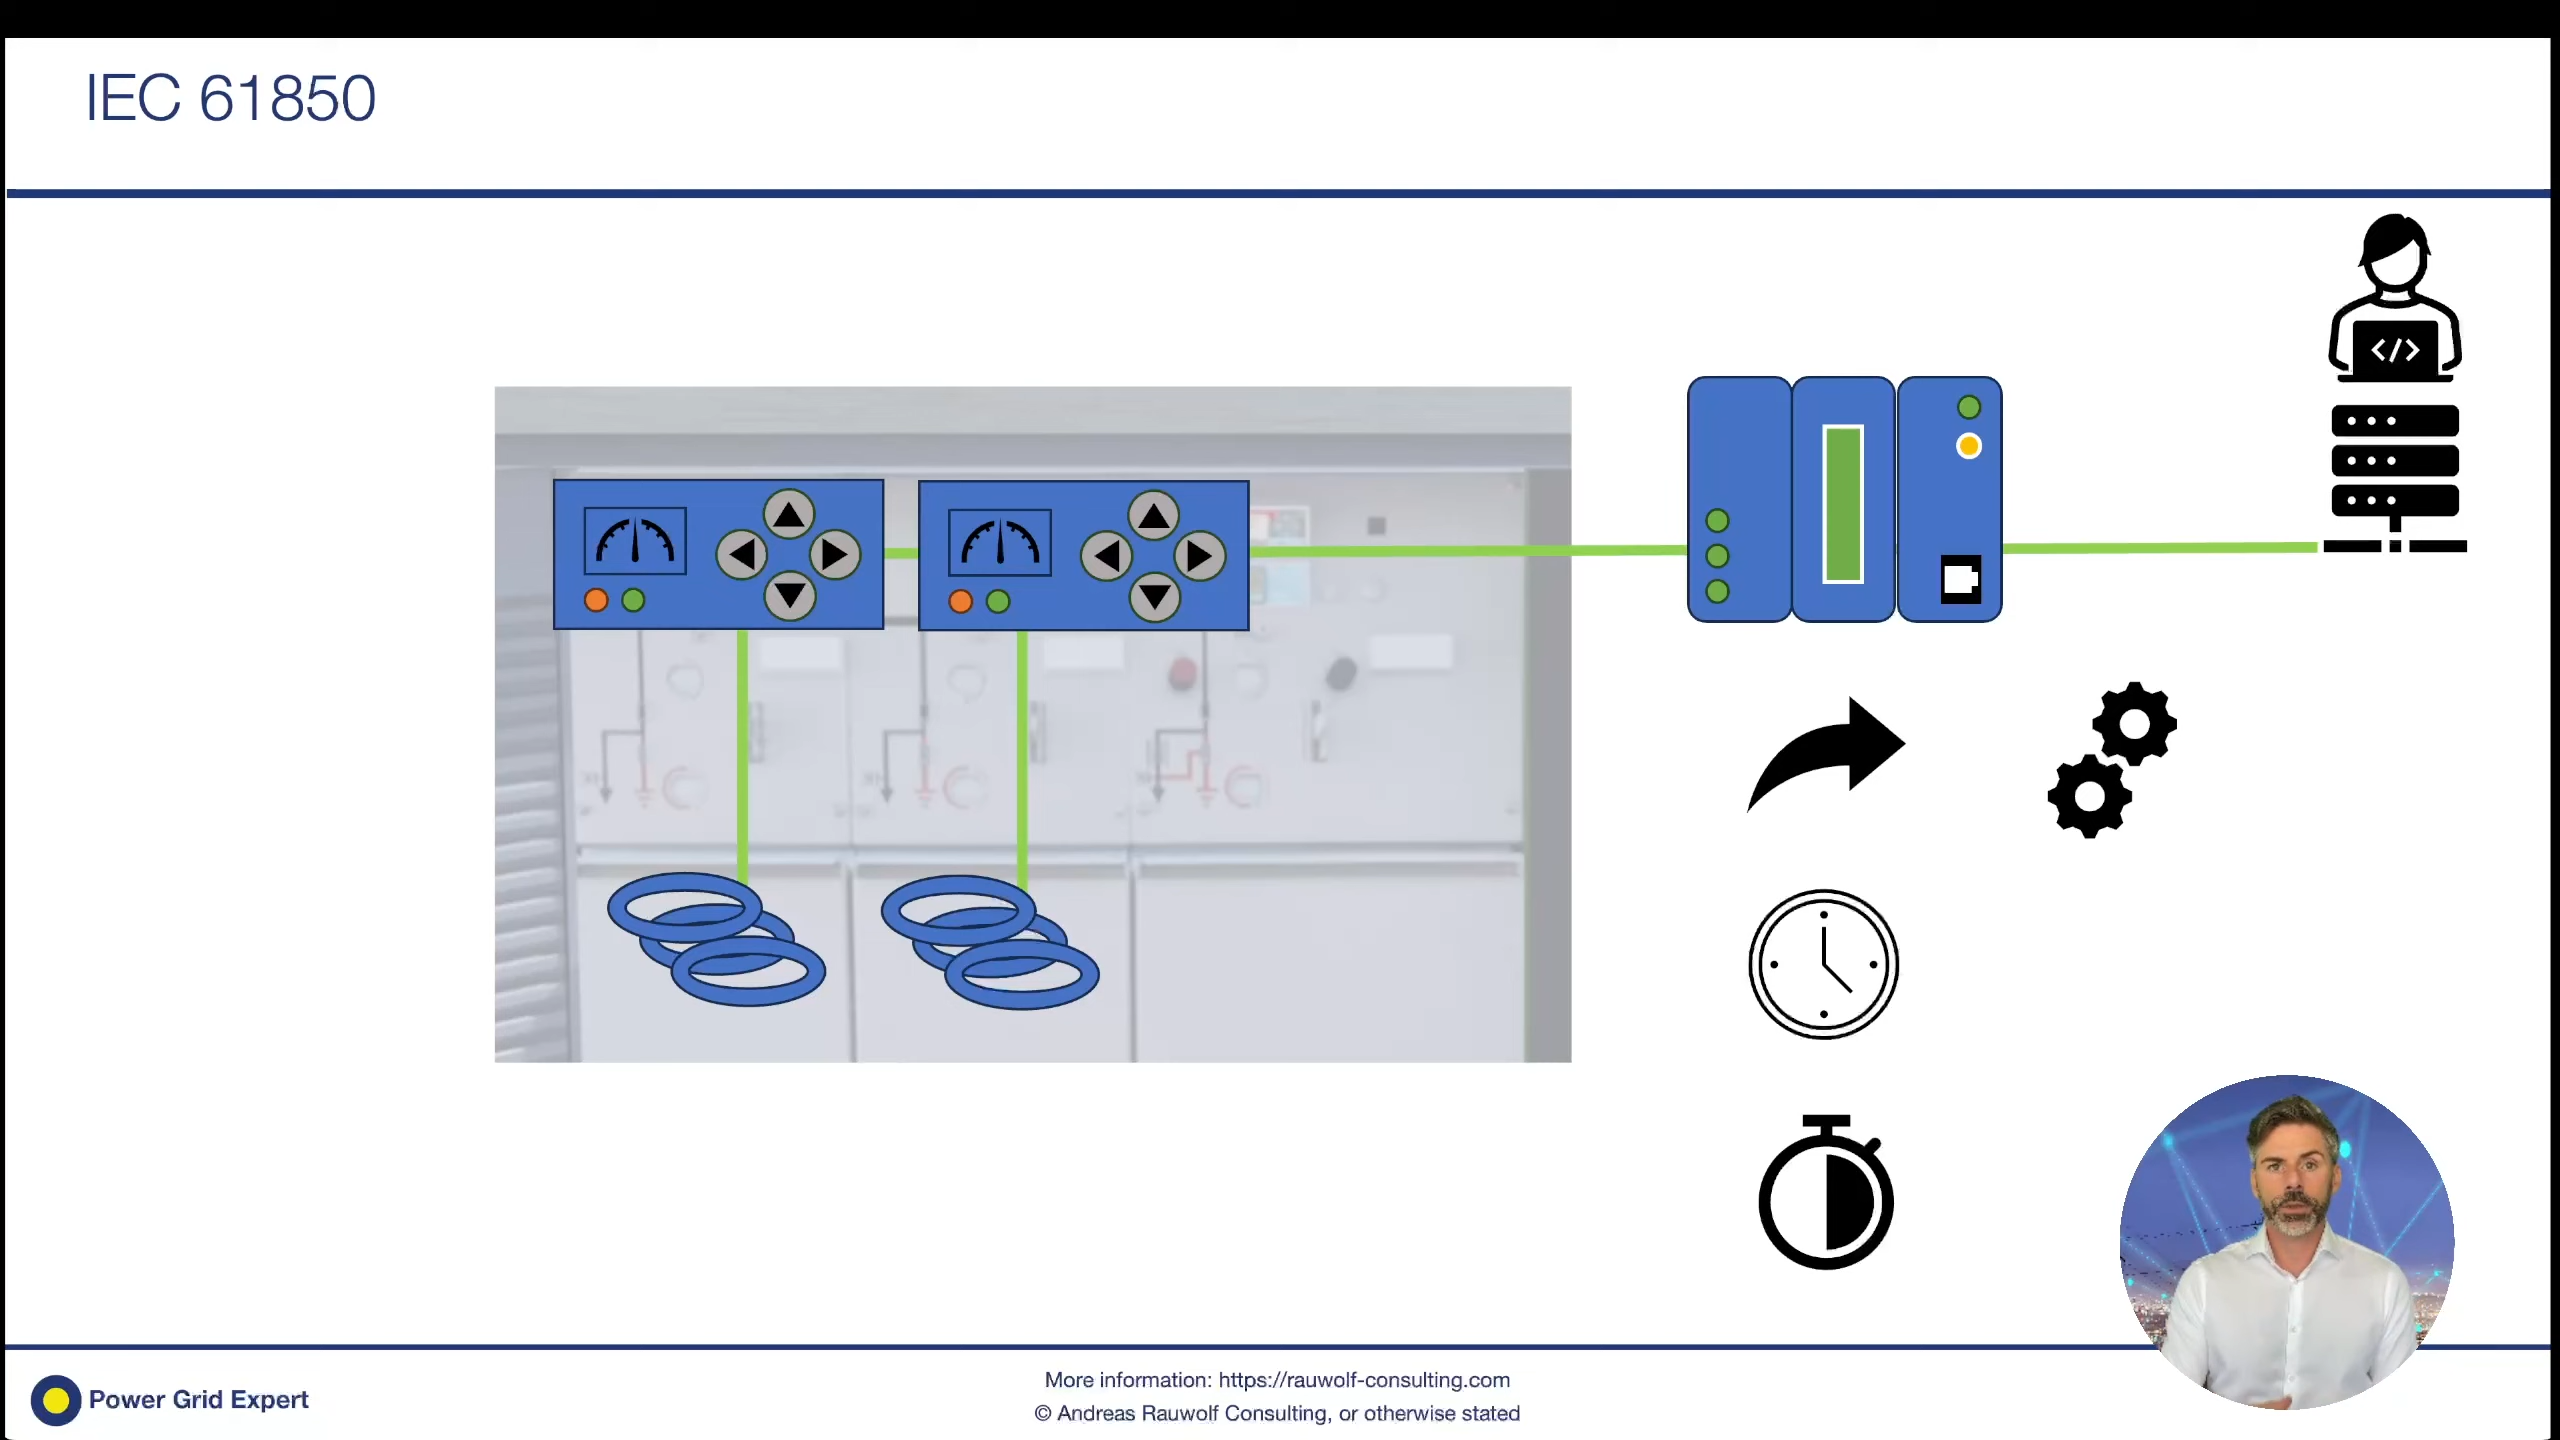 IEC 61850
</>
Power Grid Expert
More information: https://rauwolf-consulting.com
© Andreas Rauwolf Consulting, or otherwise stated